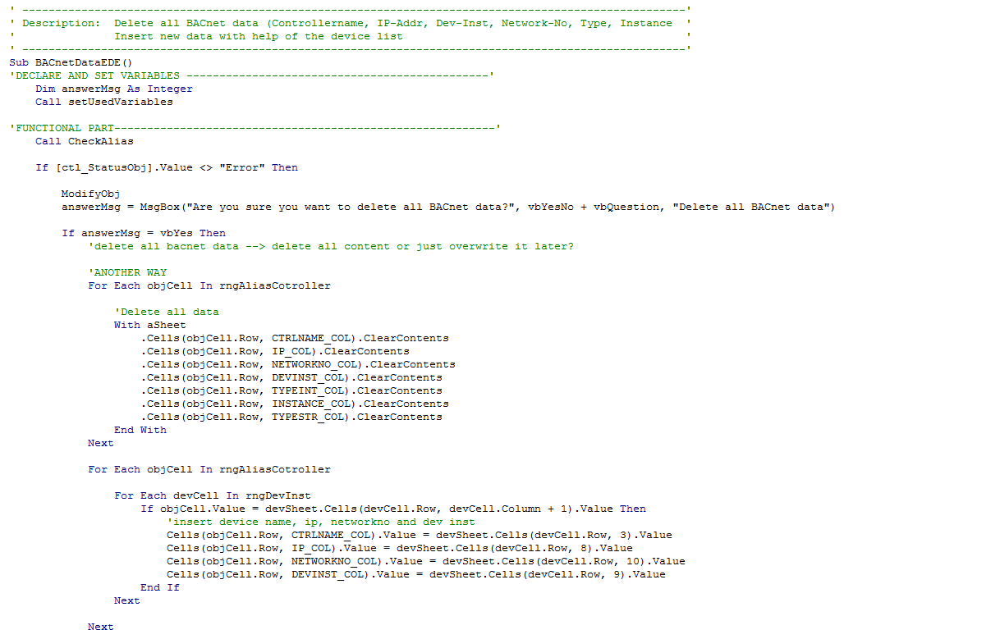 ' -----------------------------------------------------------------------------------------------------'
' Description:  Delete all BACnet data (Controllername, IP-Addr, Dev-Inst, Network-No, Type, Instance  '
'               Insert new data with help of the device list                                           '
' -----------------------------------------------------------------------------------------------------'
Sub BACnetDataEDE()
'DECLARE AND SET VARIABLES ----------------------------------------------'
    Dim answerMsg As Integer
    Call setUsedVariables

'FUNCTIONAL PART----------------------------------------------------------'
    Call CheckAlias

    If [ctl_StatusObj].Value <> "Error" Then

        ModifyObj
        answerMsg = MsgBox("Are you sure you want to delete all BACnet data?", vbYesNo + vbQuestion, "Delete all BACnet data")

        If answerMsg = vbYes Then
            'delete all bacnet data --> delete all content or just overwrite it later?

            'ANOTHER WAY
            For Each objCell In rngAliasCotroller

                'Delete all data
                With aSheet
                    .Cells(objCell.Row, CTRLNAME_COL).ClearContents
                    .Cells(objCell.Row, IP_COL).ClearContents
                    .Cells(objCell.Row, NETWORKNO_COL).ClearContents
                    .Cells(objCell.Row, DEVINST_COL).ClearContents
                    .Cells(objCell.Row, TYPEINT_COL).ClearContents
                    .Cells(objCell.Row, INSTANCE_COL).ClearContents
                    .Cells(objCell.Row, TYPESTR_COL).ClearContents
                End With
            Next

            For Each objCell In rngAliasCotroller

                For Each devCell In rngDevInst
                    If objCell.Value = devSheet.Cells(devCell.Row, devCell.Column + 1).Value Then
                        'insert device name, ip, networkno and dev inst
                        Cells(objCell.Row, CTRLNAME_COL).Value = devSheet.Cells(devCell.Row, 3).Value
                        Cells(objCell.Row, IP_COL).Value = devSheet.Cells(devCell.Row, 8).Value
                        Cells(objCell.Row, NETWORKNO_COL).Value = devSheet.Cells(devCell.Row, 10).Value
                        Cells(objCell.Row, DEVINST_COL).Value = devSheet.Cells(devCell.Row, 9).Value
                    End If
                Next

            Next